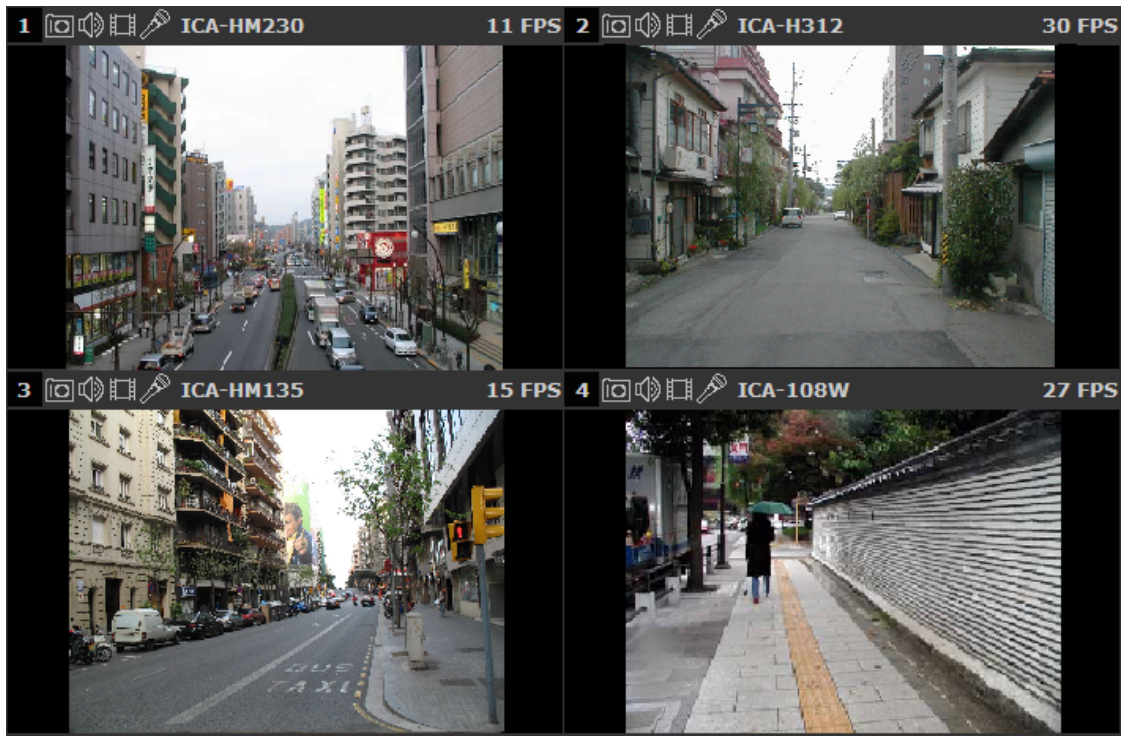 1 ICA-HM230 11 FPS
2 ICA-H312 30 FPS
3 ICA-HM135 15 FPS
BUS
TAXI
4 ICA-108W 27 FPS